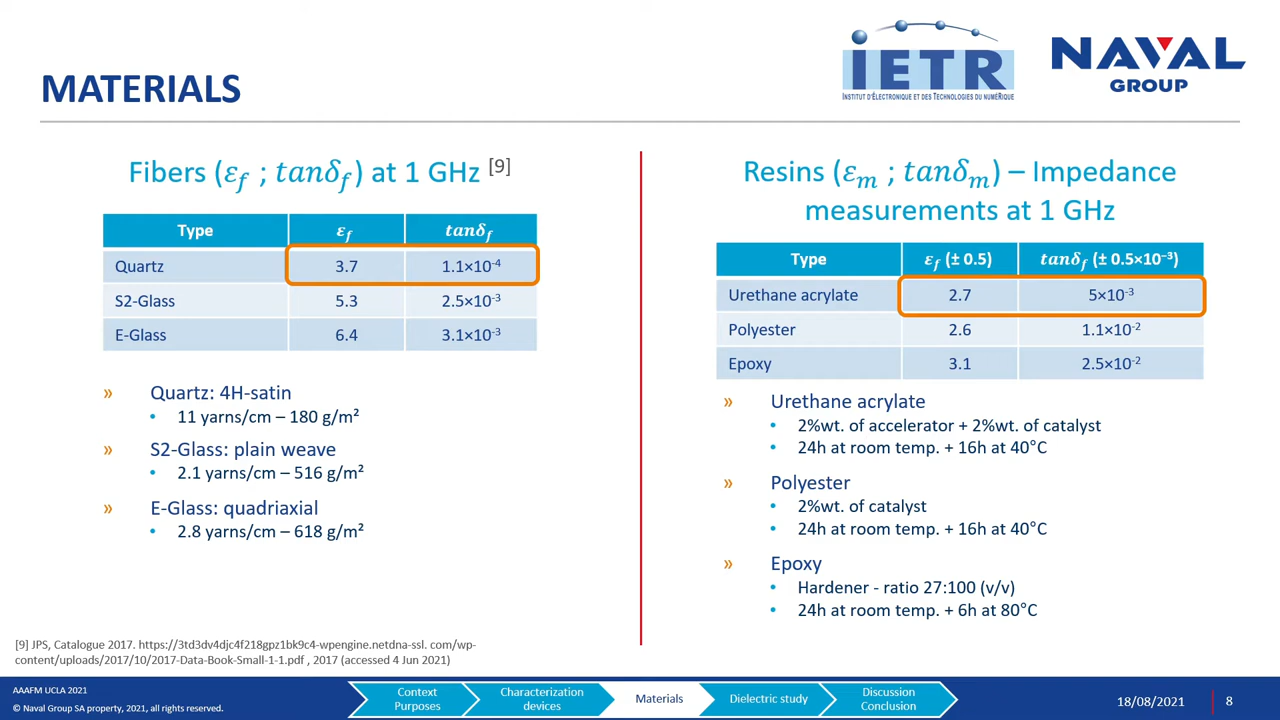 MATERIALS
iETR
INSTITUT D'ÉLECTRONIQUE ET DES TECHNOLOGIES DU NUMÉRIQUE
NAVAL
GROUP
Fibers (εf ; tanδf) at 1 GHz [9]
Type εf tanδf
Quartz 3.7 1.1×10-4
S2-Glass 5.3 2.5×10-3
E-Glass 6.4 3.1×10-3
» Quartz: 4H-satin
• 11 yarns/cm – 180 g/m²
» S2-Glass: plain weave
• 2.1 yarns/cm – 516 g/m²
» E-Glass: quadriaxial
• 2.8 yarns/cm – 618 g/m²
Resins (εm ; tanδm) – Impedance
measurements at 1 GHz
Type εf (± 0.5) tanδf (± 0.5×10⁻³)
Urethane acrylate 2.7 5×10-3
Polyester 2.6 1.1×10-2
Epoxy 3.1 2.5×10-2
» Urethane acrylate
• 2%wt. of accelerator + 2%wt. of catalyst
• 24h at room temp. + 16h at 40°C
» Polyester
• 2%wt. of catalyst
• 24h at room temp. + 16h at 40°C
» Epoxy
• Hardener - ratio 27:100 (v/v)
• 24h at room temp. + 6h at 80°C
[9] JPS, Catalogue 2017. https://3td3dv4djc4f218gpz1bk9c4-wpengine.netdna-ssl. com/wp-
content/uploads/2017/10/2017-Data-Book-Small-1-1.pdf , 2017 (accessed 4 Jun 2021)
AAAFM UCLA 2021
© Naval Group SA property, 2021, all rights reserved.
Context
Purposes
Characterization
devices
Materials
Dielectric study
Discussion
Conclusion
18/08/2021 8